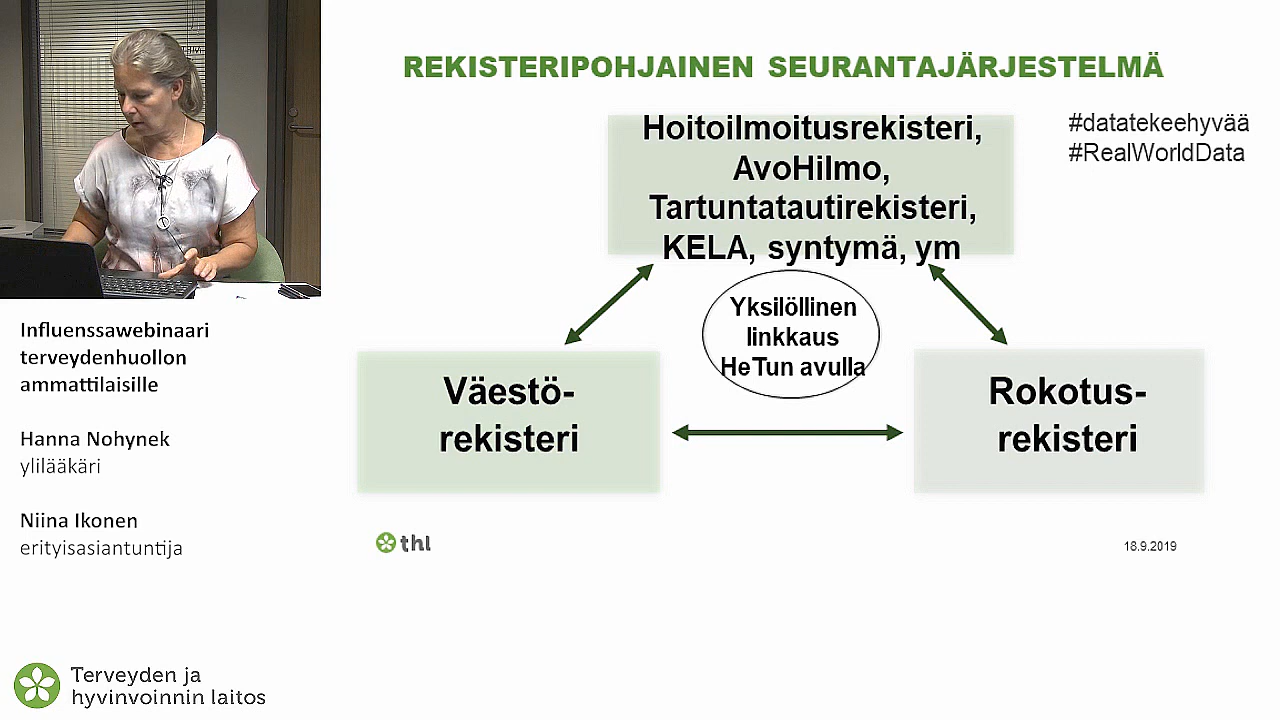 REKISTERIPOHJAINEN SEURANTAJÄRJESTELMÄ
#datatekeehyvää
#RealWorldData
Hoitoilmoitusrekisteri,
AvoHilmo,
Tartuntatautirekisteri,
KELA, syntymä, ym
Yksilöllinen
linkkaus
HeTun avulla
Väestö-
rekisteri
Rokotus-
rekisteri
thl
18.9.2019
Influenssawebinaari
terveydenhuollon
ammattilaisille
Hanna Nohynek
ylilääkäri
Niina Ikonen
erityisasiantuntija
Terveyden ja
hyvinvoinnin laitos